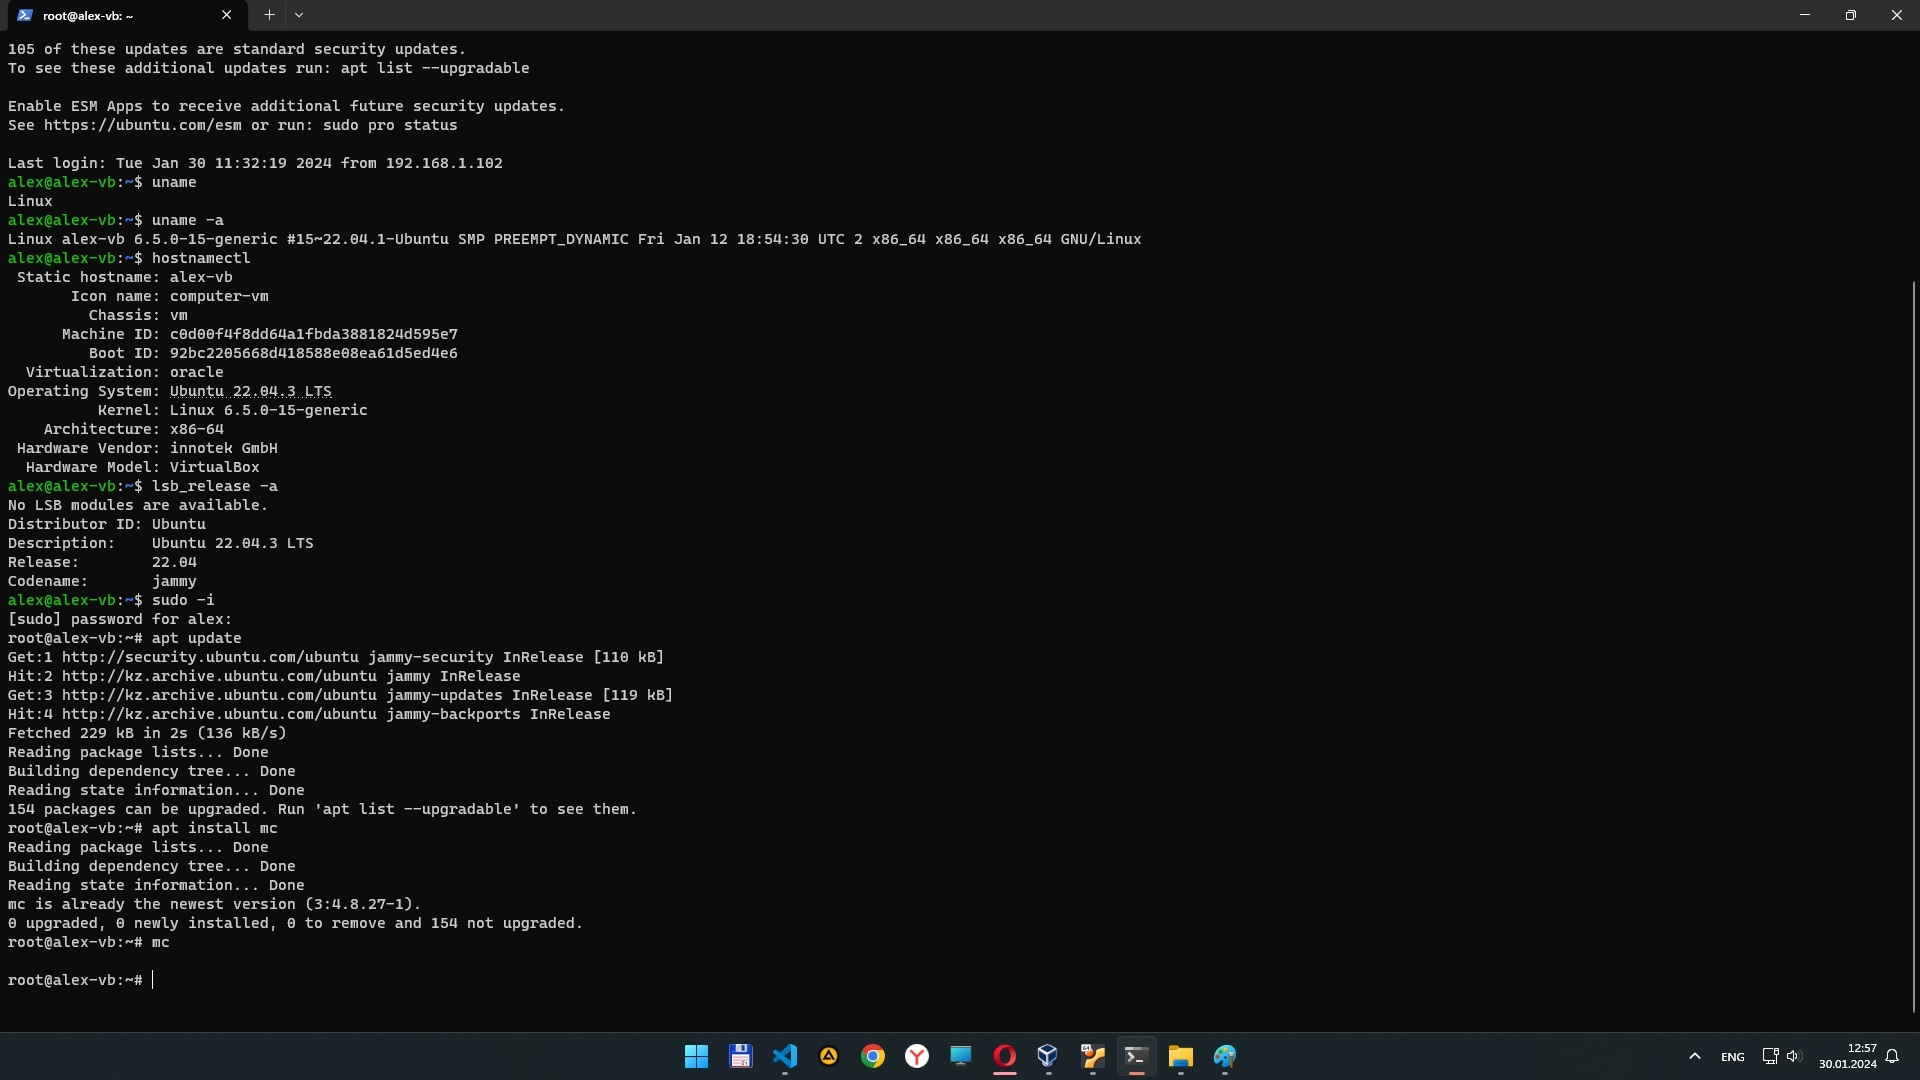 root@alex-vb: ~
105 of these updates are standard security updates.
To see these additional updates run: apt list --upgradable
Enable ESM Apps to receive additional future security updates.
See https://ubuntu.com/esm or run: sudo pro status
Last login: Tue Jan 30 11:32:19 2024 from 192.168.1.102
alex@alex-vb:~$ uname
Linux
alex@alex-vb:~$ uname -a
Linux alex-vb 6.5.0-15-generic #15~22.04.1-Ubuntu SMP PREEMPT_DYNAMIC Fri Jan 12 18:54:30 UTC 2 x86_64 x86_64 x86_64 GNU/Linux
alex@alex-vb:~$ hostnamectl
Static hostname: alex-vb
Icon name: computer-vm
Chassis: vm
Machine ID: c0d00f4f8dd64a1fbda3881824d595e7
Boot ID: 92bc2205668d418588e08ea61d5ed4e6
Virtualization: oracle
Operating System: Ubuntu 22.04.3 LTS
Kernel: Linux 6.5.0-15-generic
Architecture: x86-64
Hardware Vendor: innotek GmbH
Hardware Model: VirtualBox
alex@alex-vb:~$ lsb_release -a
No LSB modules are available.
Distributor ID: Ubuntu
Description:    Ubuntu 22.04.3 LTS
Release:        22.04
Codename:       jammy
alex@alex-vb:~$ sudo -i
[sudo] password for alex:
root@alex-vb:~# apt update
Get:1 http://security.ubuntu.com/ubuntu jammy-security InRelease [110 kB]
Hit:2 http://kz.archive.ubuntu.com/ubuntu jammy InRelease
Get:3 http://kz.archive.ubuntu.com/ubuntu jammy-updates InRelease [119 kB]
Hit:4 http://kz.archive.ubuntu.com/ubuntu jammy-backports InRelease
Fetched 229 kB in 2s (136 kB/s)
Reading package lists... Done
Building dependency tree... Done
Reading state information... Done
154 packages can be upgraded. Run 'apt list --upgradable' to see them.
root@alex-vb:~# apt install mc
Reading package lists... Done
Building dependency tree... Done
Reading state information... Done
mc is already the newest version (3:4.8.27-1).
0 upgraded, 0 newly installed, 0 to remove and 154 not upgraded.
root@alex-vb:~# mc
root@alex-vb:~#
ENG
12:57
30.01.2024